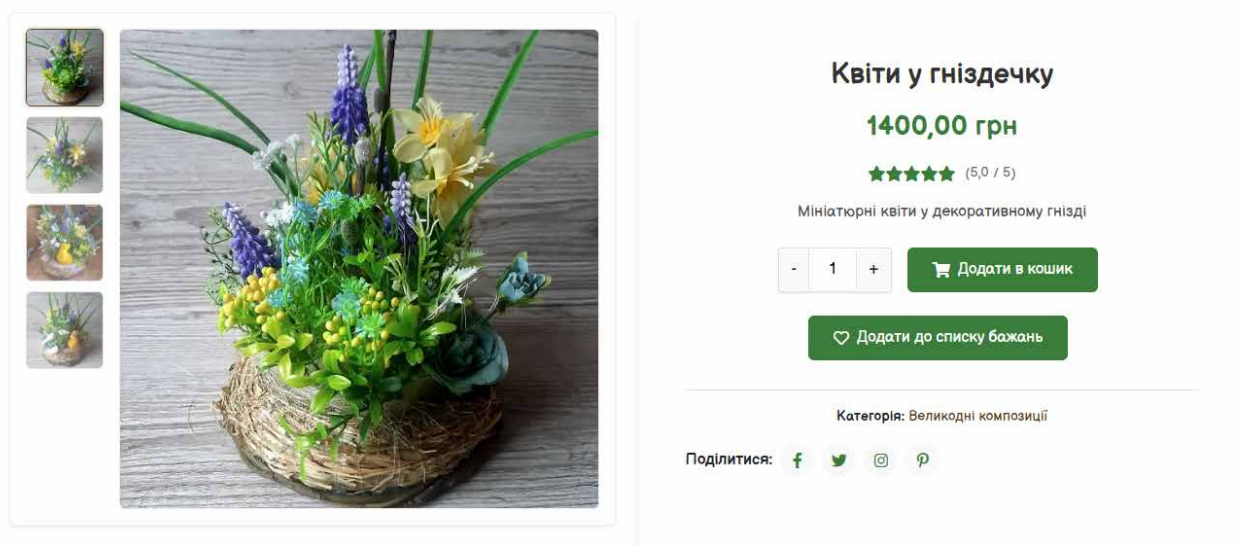 Квіти у гніздечку
1400,00 грн
(5,0 / 5)
Мініатюрні квіти у декоративному гнізді
- 1 + Додати в кошик
Додати до списку бажань
Категорія: Великодні композиції
Поділитися: